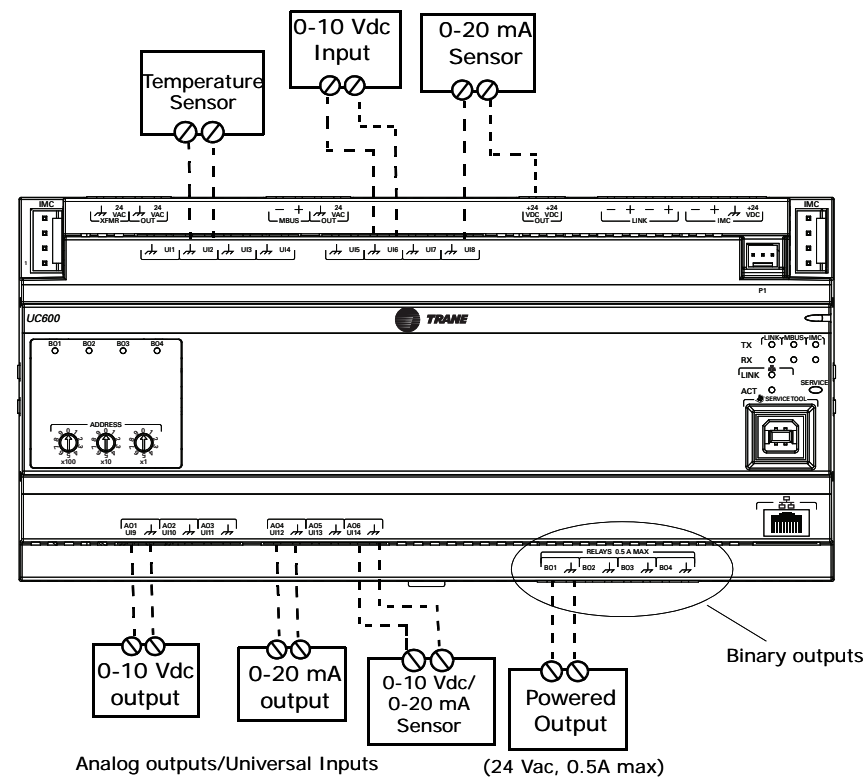 0-10 Vdc
Input
0-20 mA
Sensor
Temperature
Sensor
IMC
24
VAC
XFMR
24
VAC
OUT
− +
MBUS
24
VAC
OUT
+24 +24
VDC VDC
OUT
− + − +
LINK
− + +24
VDC
IMC
IMC
1
UI1 UI2 UI3 UI4 UI5 UI6 UI7 UI8
P1
UC600
TRANE
BO1 BO2 BO3 BO4
LINK MBUS IMC
TX
RX
LINK
ACT
SERVICE
SERVICE TOOL
ADDRESS
x100 x10 x1
AO1 AO2 AO3 AO4 AO5 AO6
UI9 UI10 UI11 UI12 UI13 UI14
RELAYS 0.5 A MAX
BO1 BO2 BO3 BO4
Binary outputs
0-10 Vdc
output
0-20 mA
output
0-10 Vdc/
0-20 mA
Sensor
Powered
Output
Analog outputs/Universal Inputs
(24 Vac, 0.5A max)